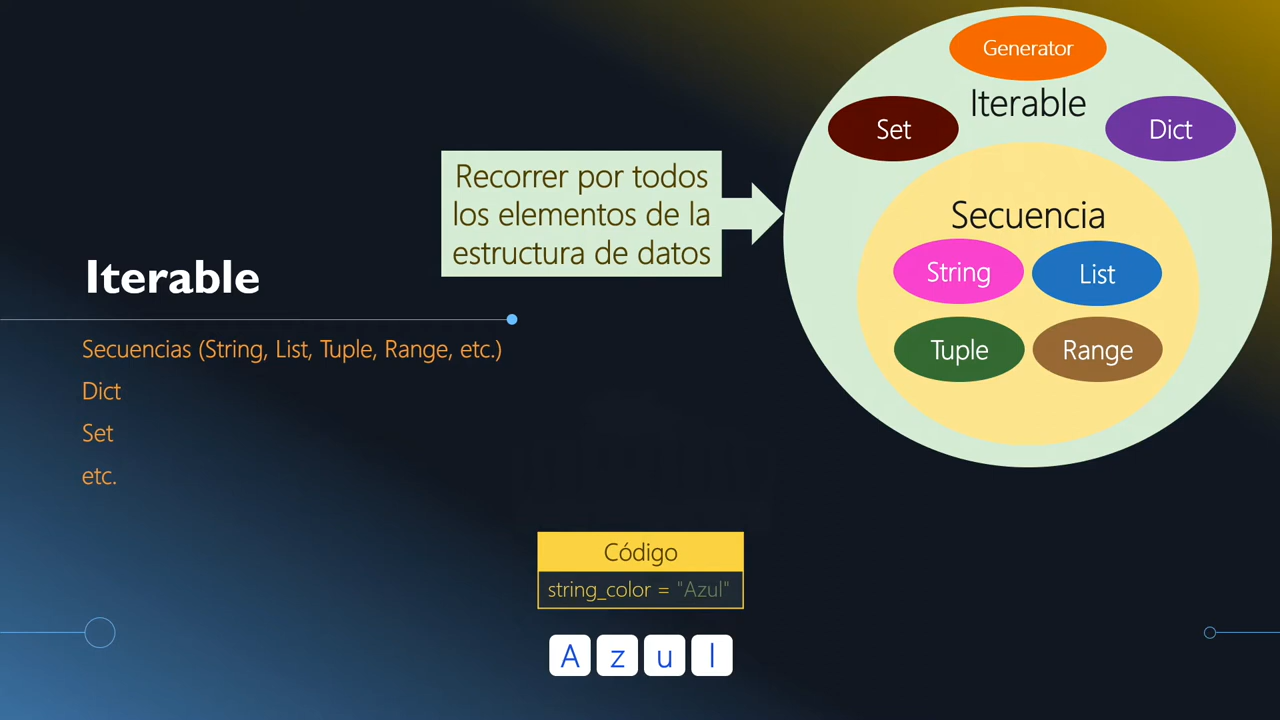 Iterable
Secuencias (String, List, Tuple, Range, etc.)
Dict
Set
etc.
Recorrer por todos
los elementos de la
estructura de datos
Generator
Iterable
Set
Dict
Secuencia
String
List
Tuple
Range
Código
string_color = "Azul"
A z u l